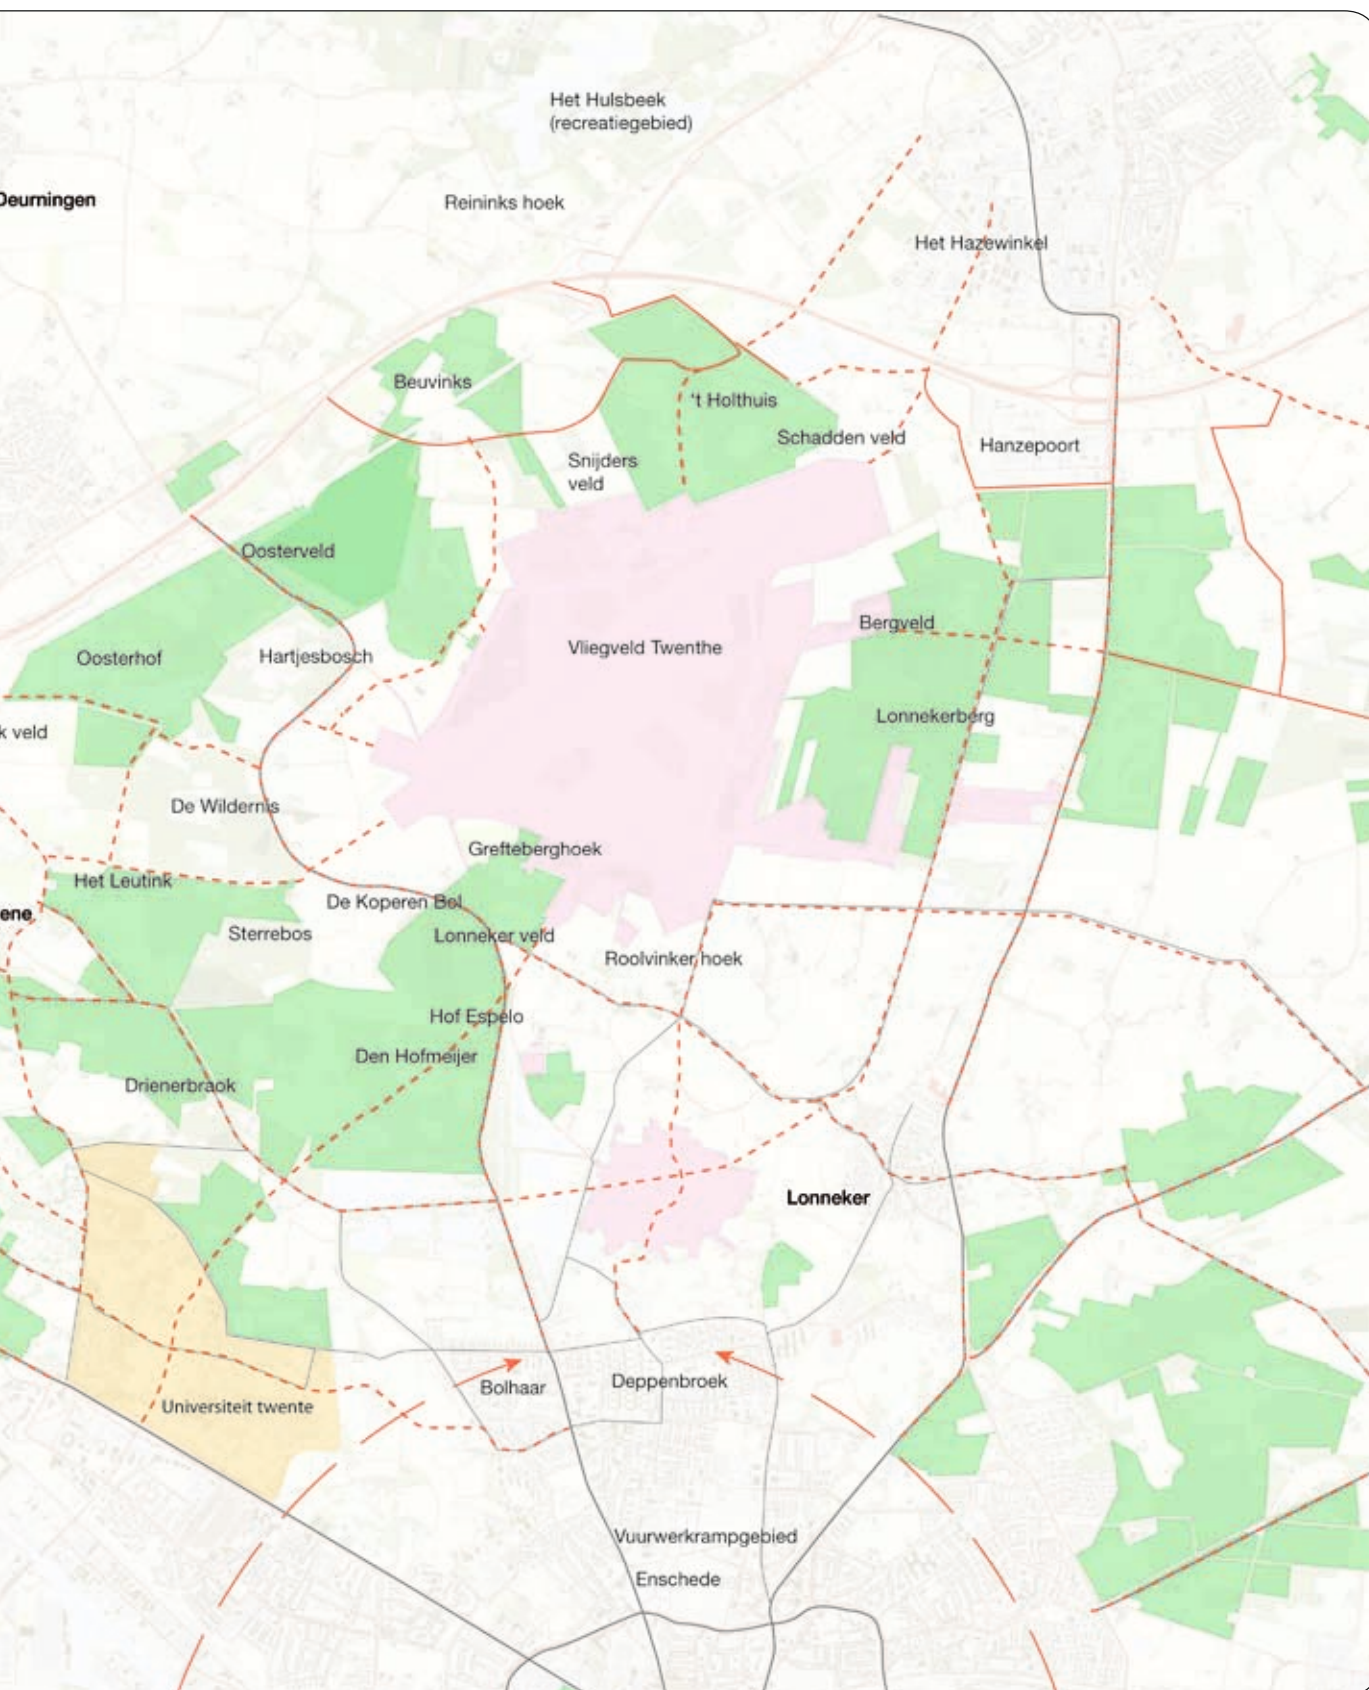 Het Hulsbeek
(recreatiegebied)
Deurningen
Reininks hoek
Het Hazewinkel
Beuvinks
't Holthuis
Schadden veld
Hanzepoort
Snijders
veld
Oosterveld
Bergveld
Vliegveld Twenthe
Oosterhof
Hartjesbosch
Lonnekerberg
k veld
De Wildernis
Grefteberghoek
Het Leutink
De Koperen Bol
ene
Sterrebos
Lonneker veld
Roolvinker hoek
Hof Espelo
Den Hofmeijer
Drienerbraok
Lonneker
Bolhaar
Deppenbroek
Universiteit twente
Vuurwerkrampgebied
Enschede